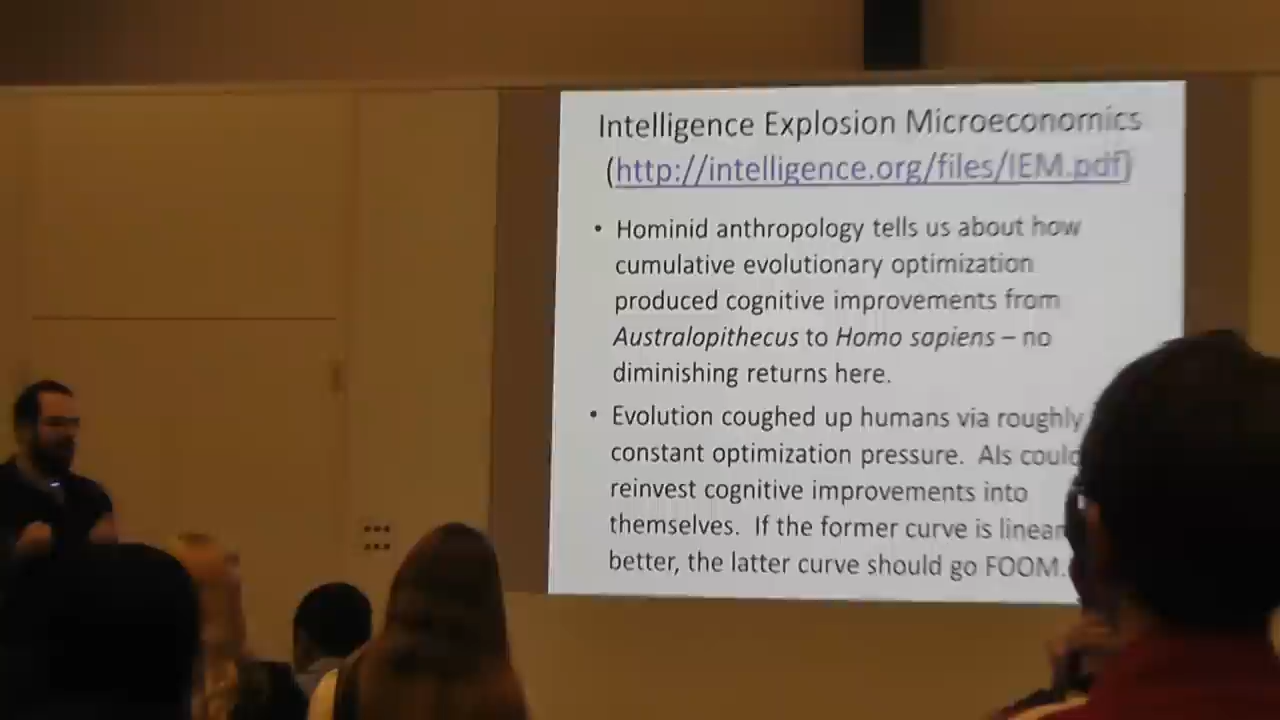 Intelligence Explosion Microeconomics
(http://intelligence.org/files/IEM.pdf)
• Hominid anthropology tells us about how
cumulative evolutionary optimization
produced cognitive improvements from
Australopithecus to Homo sapiens – no
diminishing returns here.
• Evolution coughed up humans via roughly
constant optimization pressure. AIs could
reinvest cognitive improvements into
themselves. If the former curve is linear
better, the latter curve should go FOOM.